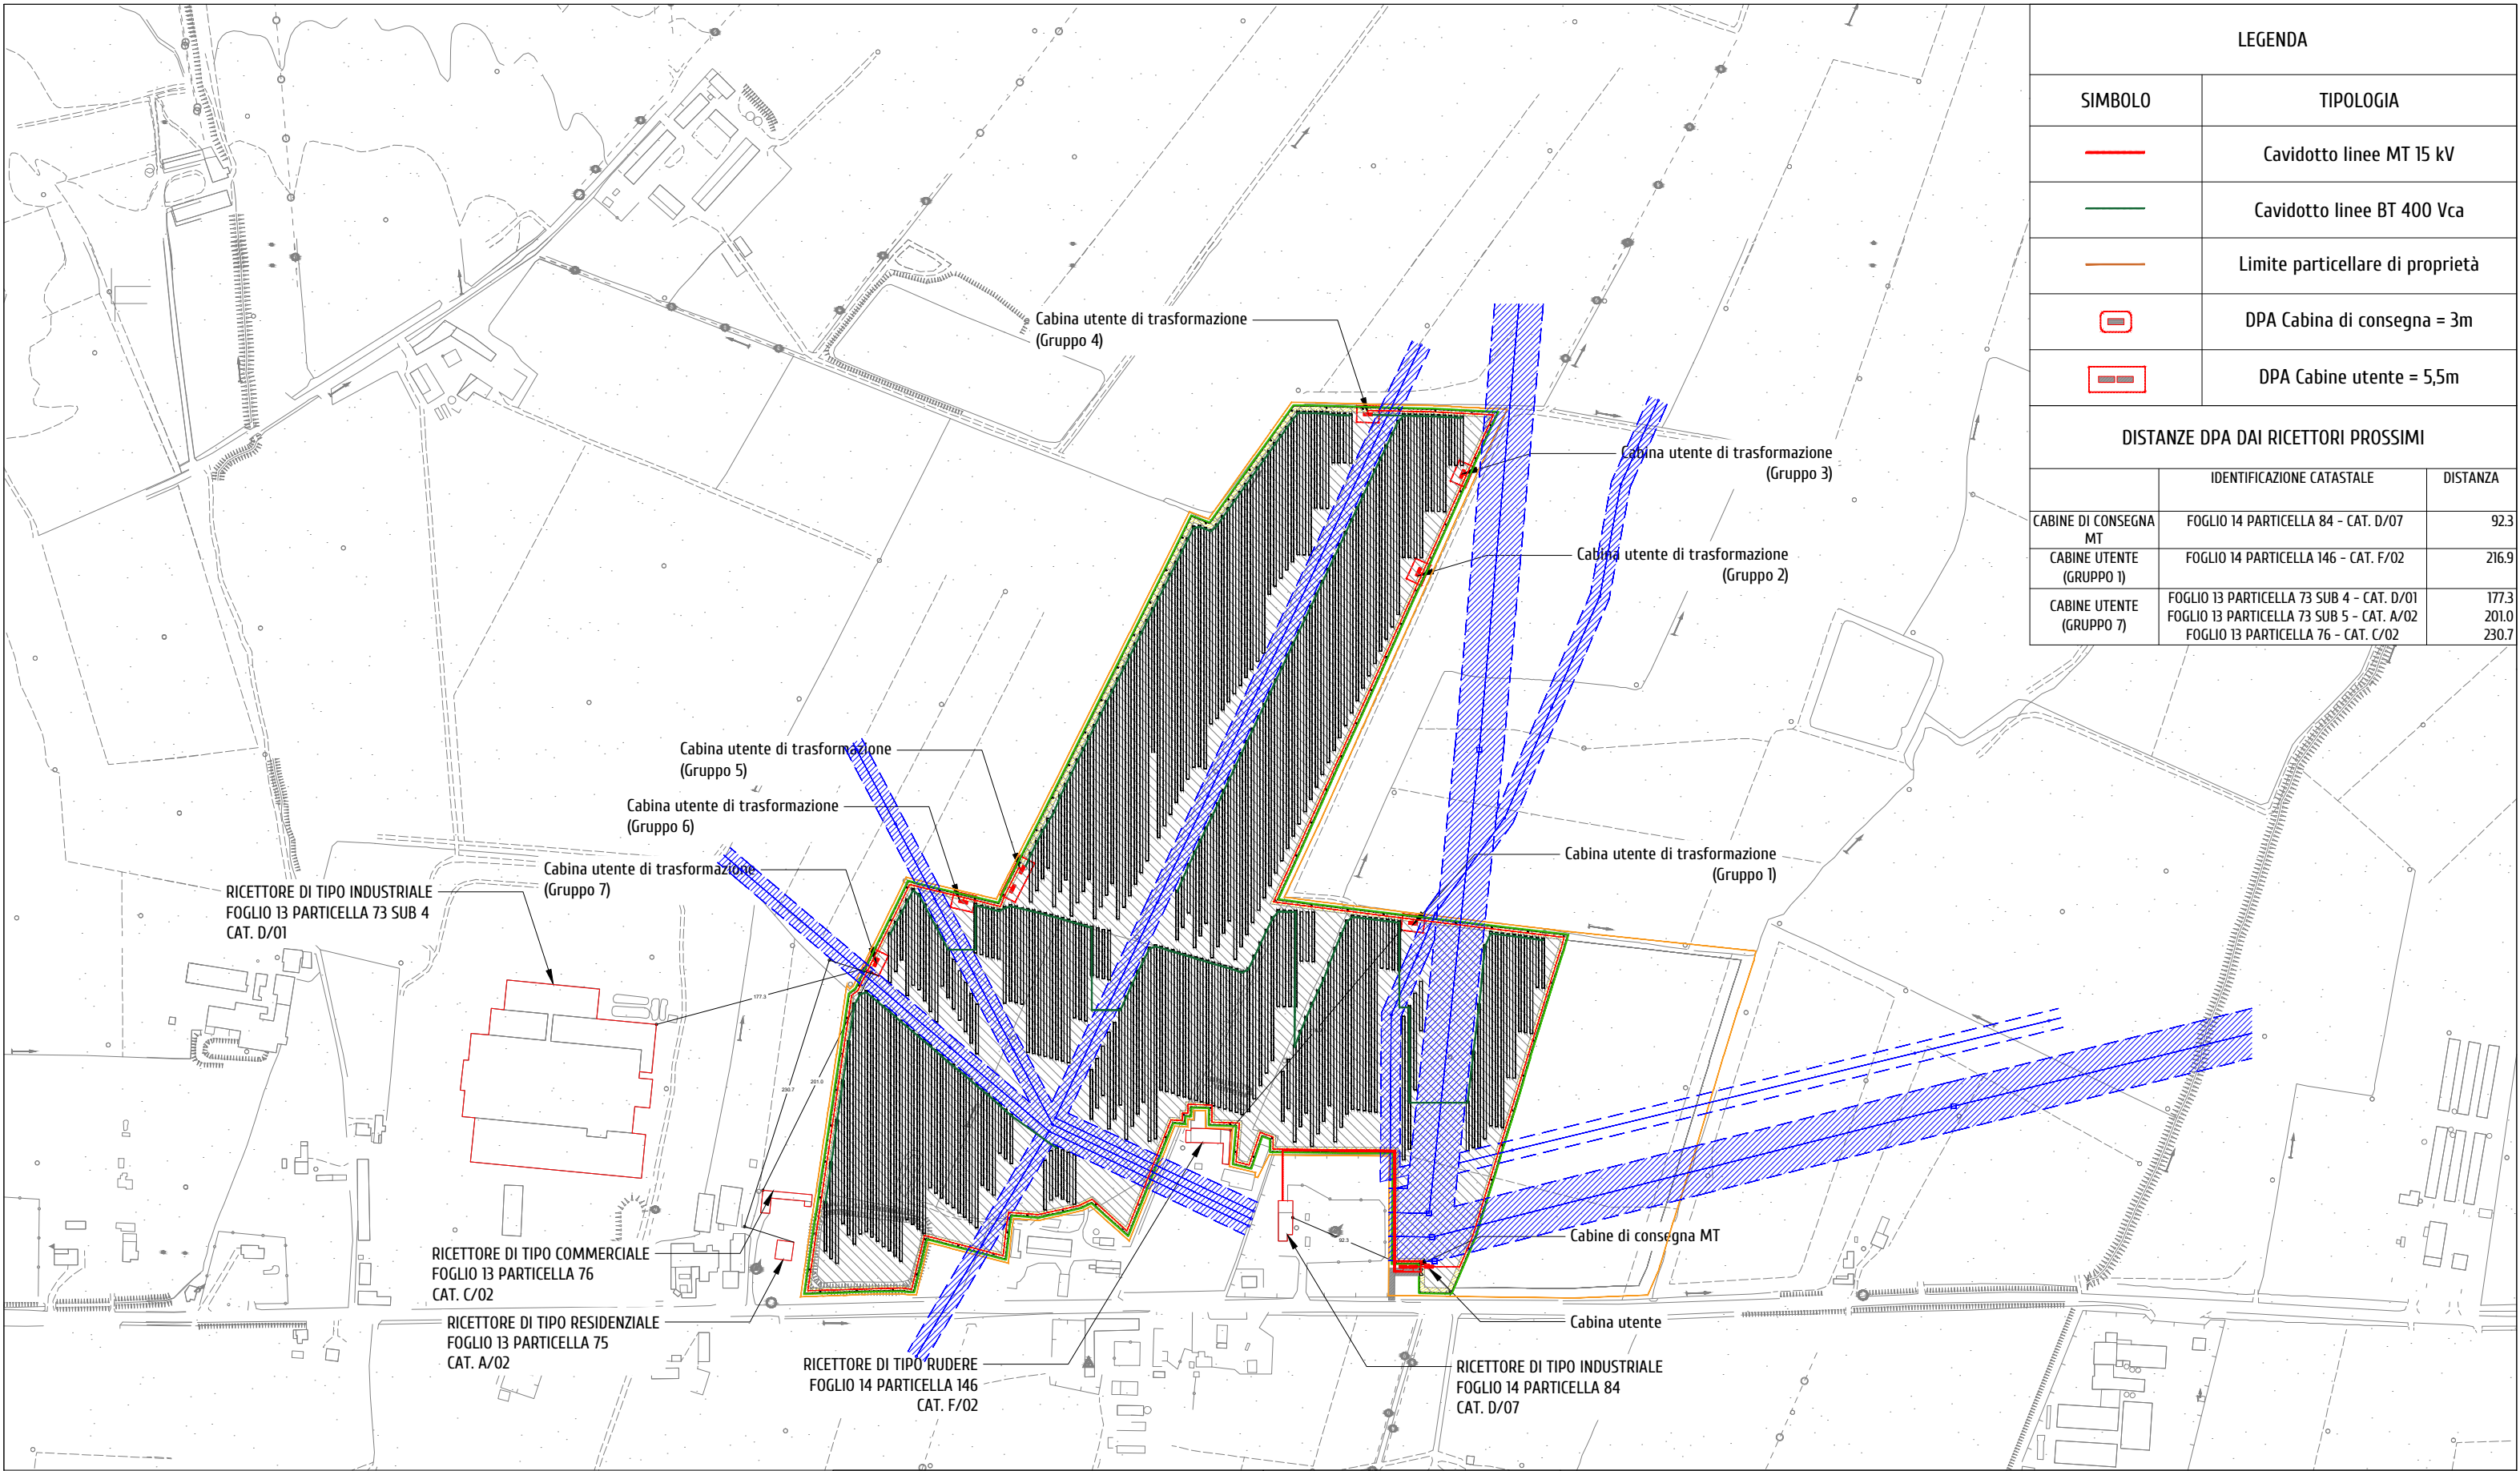 LEGENDA
SIMBOLO TIPOLOGIA
Cavidotto linee MT 15 kV
Cavidotto linee BT 400 Vca
Limite particellare di proprietà
DPA Cabina di consegna = 3m
DPA Cabine utente = 5,5m
DISTANZE DPA DAI RICETTORI PROSSIMI
IDENTIFICAZIONE CATASTALE DISTANZA
CABINE DI CONSEGNA FOGLIO 14 PARTICELLA 84 - CAT. D/07 92.3
MT
CABINE UTENTE FOGLIO 14 PARTICELLA 146 - CAT. F/02 216.9
(GRUPPO 1)
FOGLIO 13 PARTICELLA 73 SUB 4 - CAT. D/01 177.3
CABINE UTENTE
(GRUPPO 7)
FOGLIO 13 PARTICELLA 73 SUB 5 - CAT. A/02 201.0
FOGLIO 13 PARTICELLA 76 - CAT. C/02 230.7
Cabina utente di trasformazione
(Gruppo 4)
Cabina utente di trasformazione
(Gruppo 3)
Cabina utente di trasformazione
(Gruppo 2)
Cabina utente di trasformazione
(Gruppo 5)
Cabina utente di trasformazione
(Gruppo 6)
Cabina utente di trasformazione
(Gruppo 7)
Cabina utente di trasformazione
(Gruppo 1)
RICETTORE DI TIPO INDUSTRIALE
FOGLIO 13 PARTICELLA 73 SUB 4
CAT. D/01
177.3
230.7
201.0
92.3
RICETTORE DI TIPO COMMERCIALE
FOGLIO 13 PARTICELLA 76
CAT. C/02
RICETTORE DI TIPO RESIDENZIALE
FOGLIO 13 PARTICELLA 75
CAT. A/02
RICETTORE DI TIPO RUDERE
FOGLIO 14 PARTICELLA 146
CAT. F/02
Cabine di consegna MT
Cabina utente
RICETTORE DI TIPO INDUSTRIALE
FOGLIO 14 PARTICELLA 84
CAT. D/07